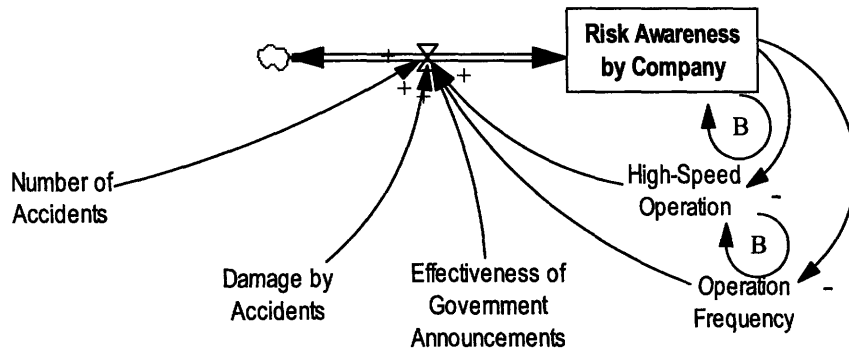 Risk Awareness
by Company
+
+
+
+
B
Number of
Accidents
High-Speed
Operation
-
B
Damage by
Accidents
Effectiveness of
Government
Announcements
Operation
Frequency
-